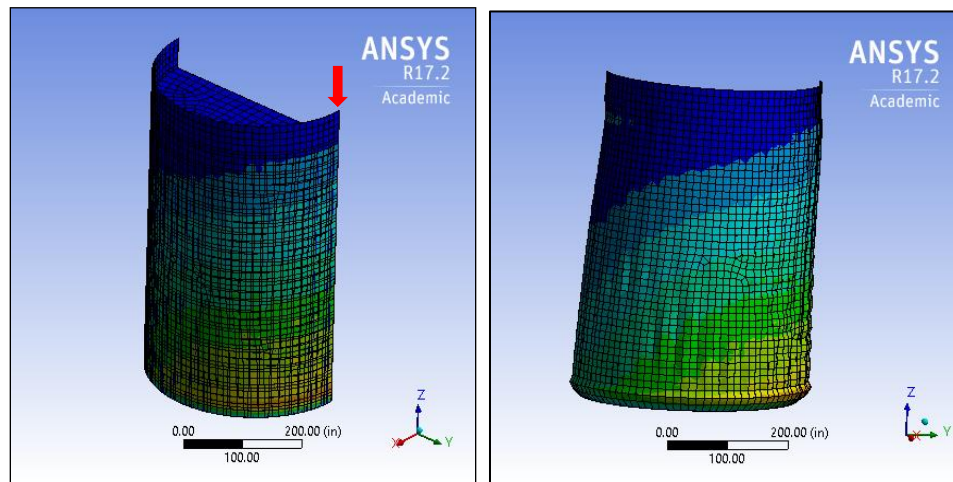 ANSYS
R17.2
Academic
Z
X
Y
0.00
200.00 (in)
100.00
ANSYS
R17.2
Academic
Z
X
Y
0.00
200.00 (in)
100.00